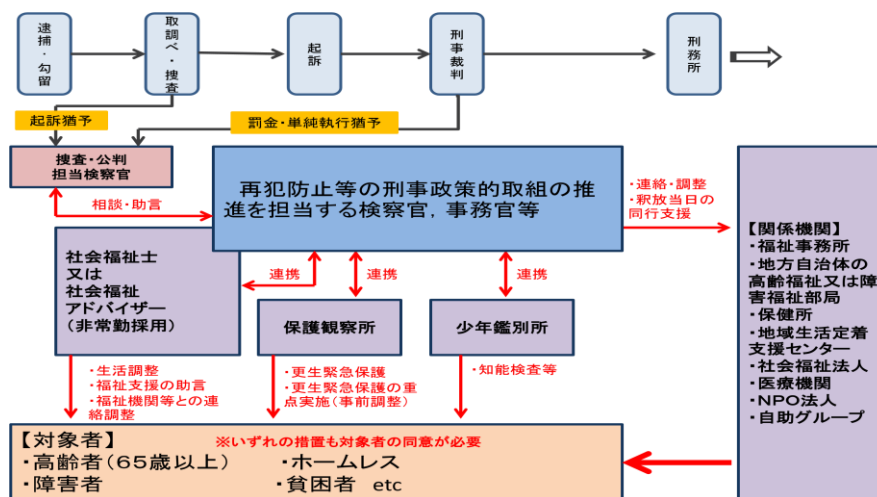 逮捕・勾留
取調べ・捜査
起訴
刑事裁判
刑務所
起訴猶予
罰金・単純執行猶予
捜査・公判
担当検察官
再犯防止等の刑事政策的取組の推
進を担当する検察官，事務官等
・連絡・調整
・釈放当日の
同行支援
相談・助言
社会福祉士
又は
社会福祉
アドバイザー
（非常勤採用）
連携
連携
連携
保護観察所
少年鑑別所
【関係機関】
・福祉事務所
・地方自治体の
高齢福祉又は障
害福祉部局
・保健所
・地域生活定着
支援センター
・社会福祉法人
・医療機関
・NPO法人
・自助グループ
・生活調整
・福祉支援の助言
・福祉機関等との連
絡調整
・更生緊急保護
・更生緊急保護の重
点実施（事前調整）
・知能検査等
【対象者】 ※いずれの措置も対象者の同意が必要
・高齢者（65歳以上） ・ホームレス
・障害者 ・貧困者 etc